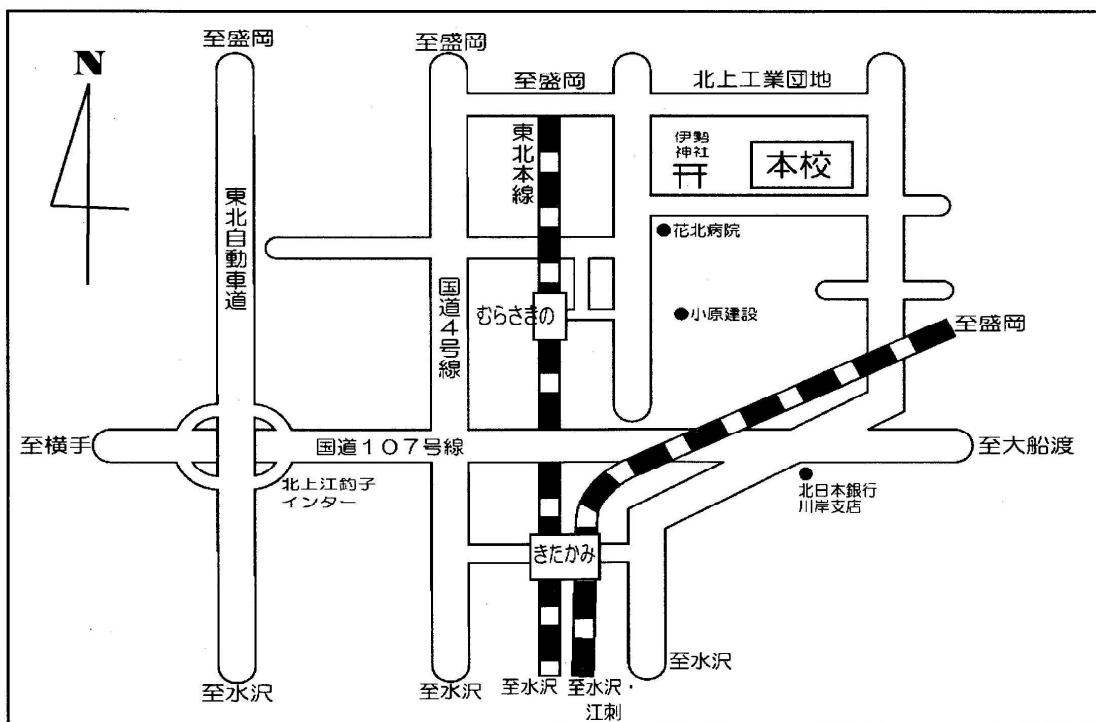 N
至盛岡
至盛岡
至盛岡
北上工業団地
東北本線
伊勢
神社
本校
東北自動車道
花北病院
国道4号線
むらさきの
小原建設
至盛岡
至横手
国道107号線
至大船渡
北上江釣子
インター
北日本銀行
川岸支店
きたかみ
至水沢
至水沢
至水沢
至水沢・
江刺
至水沢